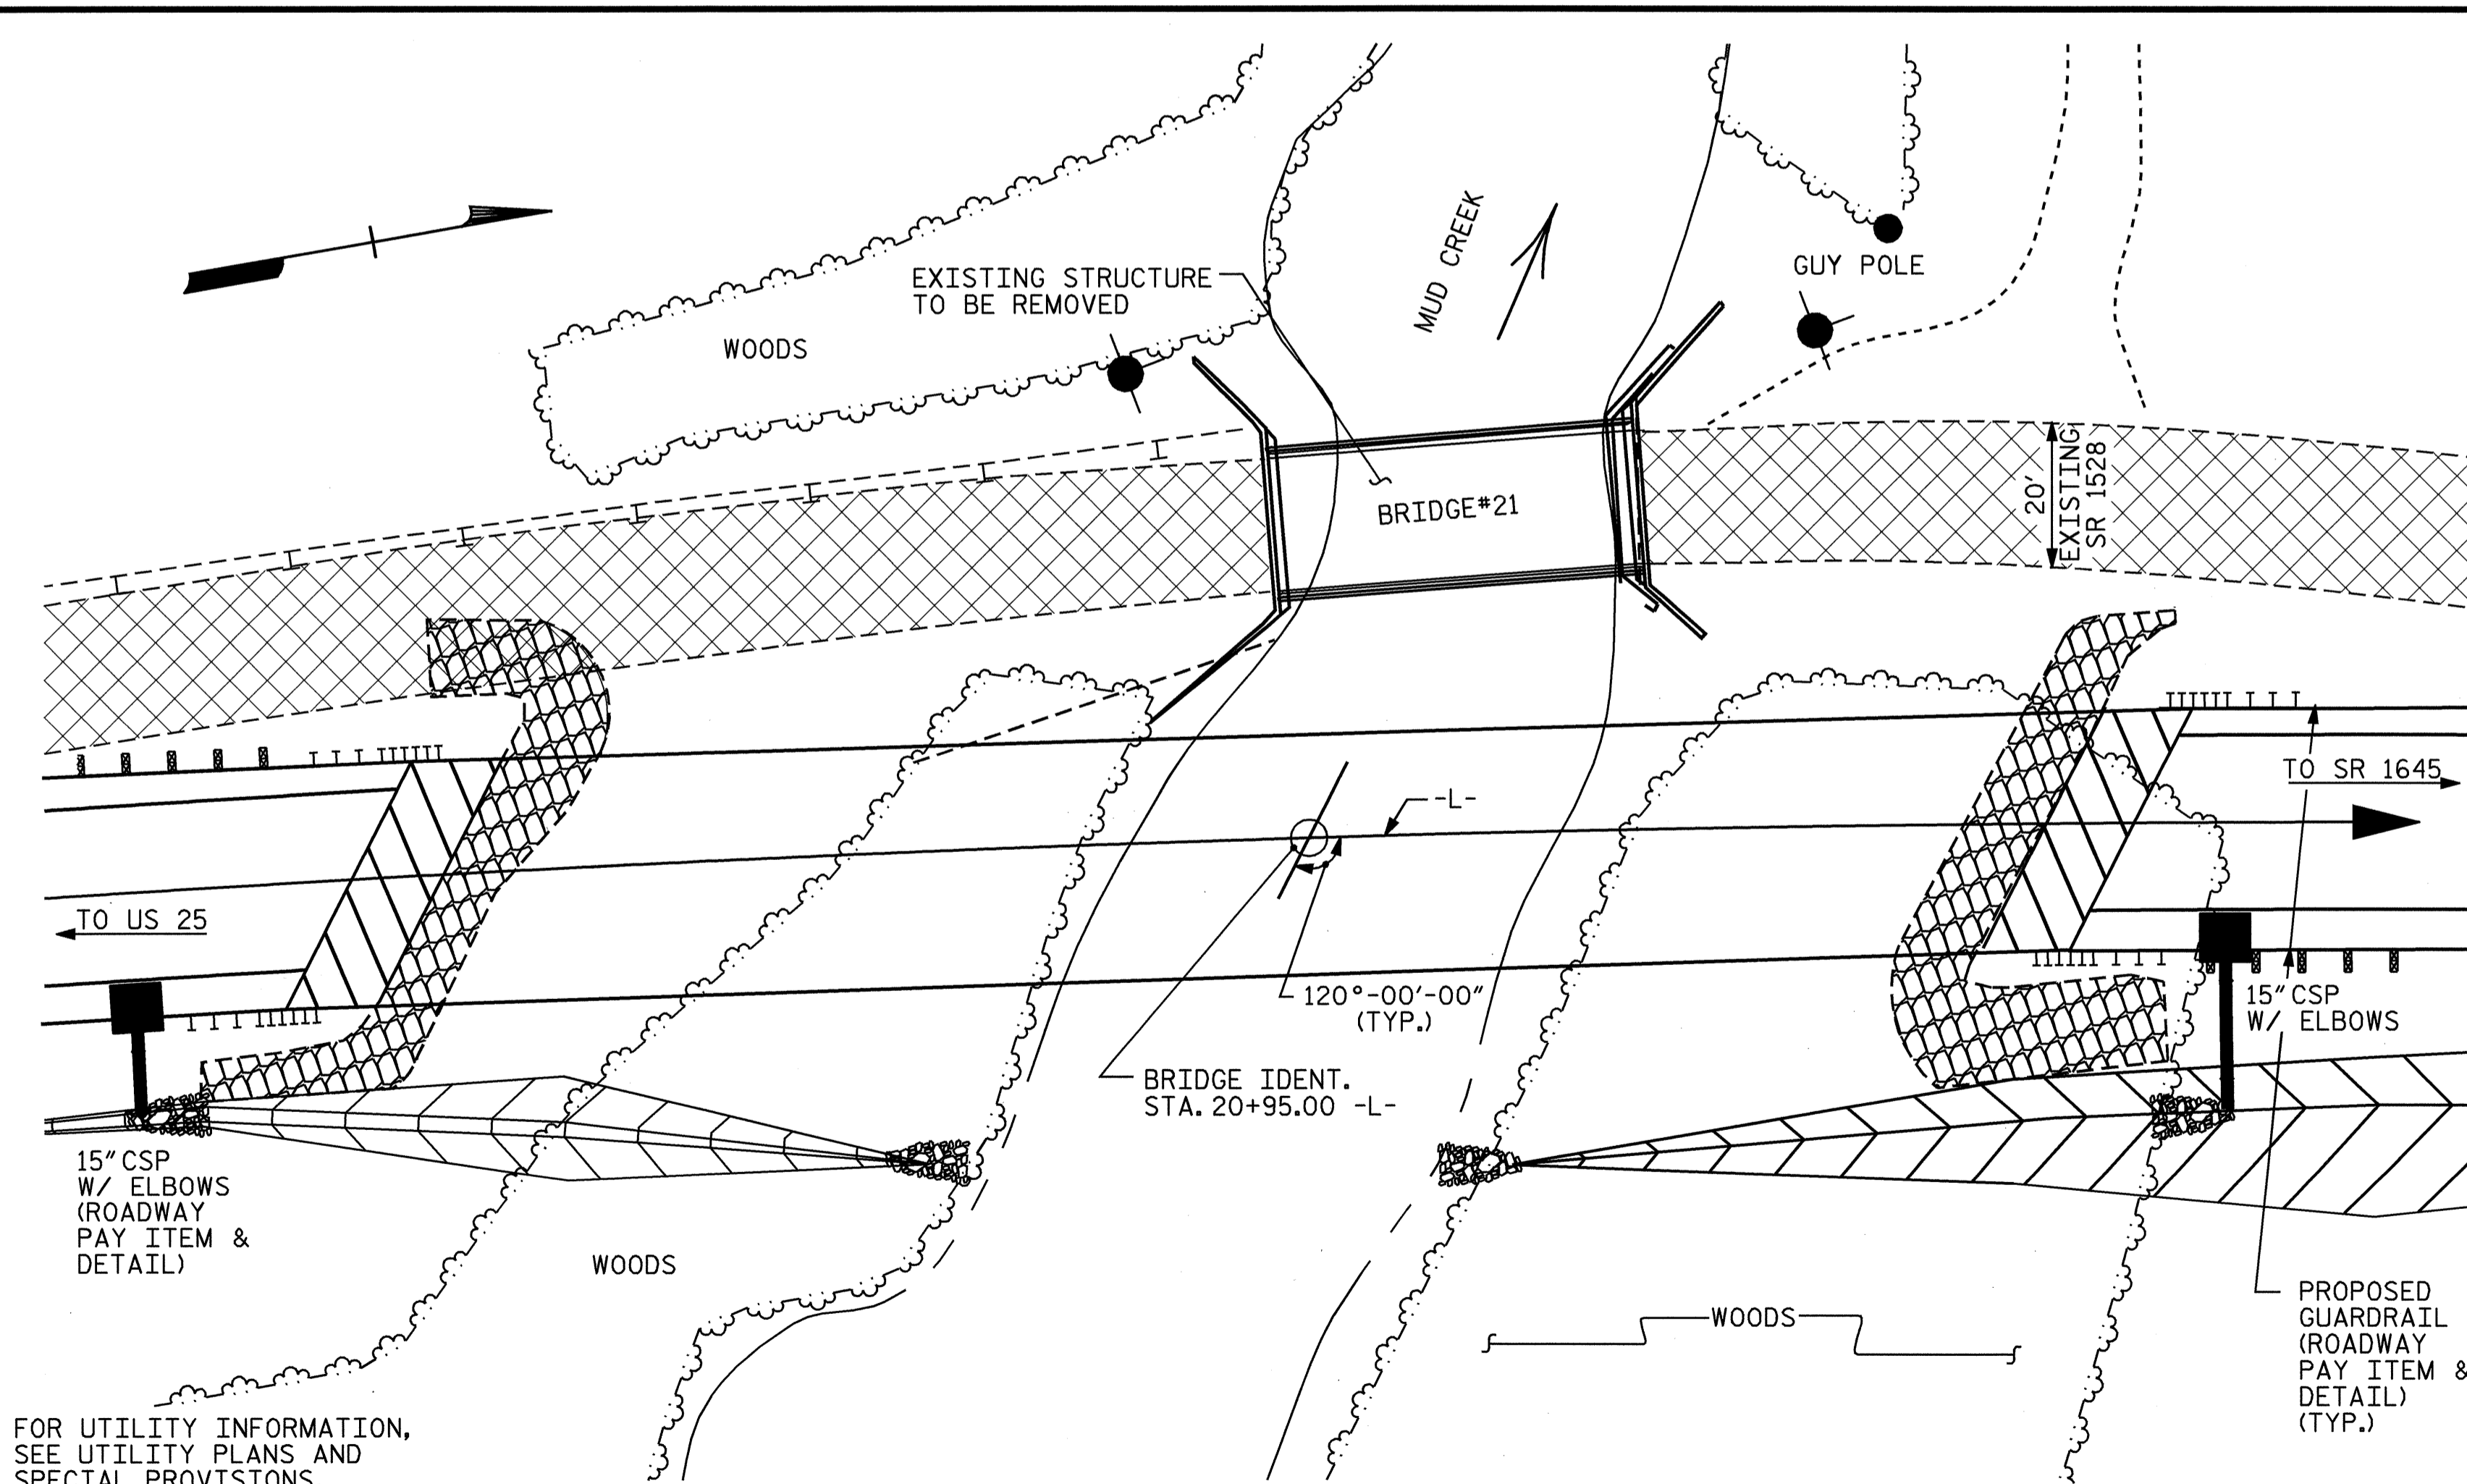 EXISTING STRUCTURE
TO BE REMOVED
WOODS
MUD CREEK
GUY POLE
BRIDGE#21
20'
EXISTING
SR 1528
TO SR 1645
-L-
TO US 25
120°-00'-00"
(TYP.)
15" CSP
W/ ELBOWS
BRIDGE IDENT.
STA. 20+95.00 -L-
15" CSP
W/ ELBOWS
(ROADWAY
PAY ITEM &
DETAIL)
WOODS
WOODS
PROPOSED
GUARDRAIL
(ROADWAY
PAY ITEM &
DETAIL)
(TYP.)
FOR UTILITY INFORMATION,
SEE UTILITY PLANS AND
SPECIAL PROVISIONS